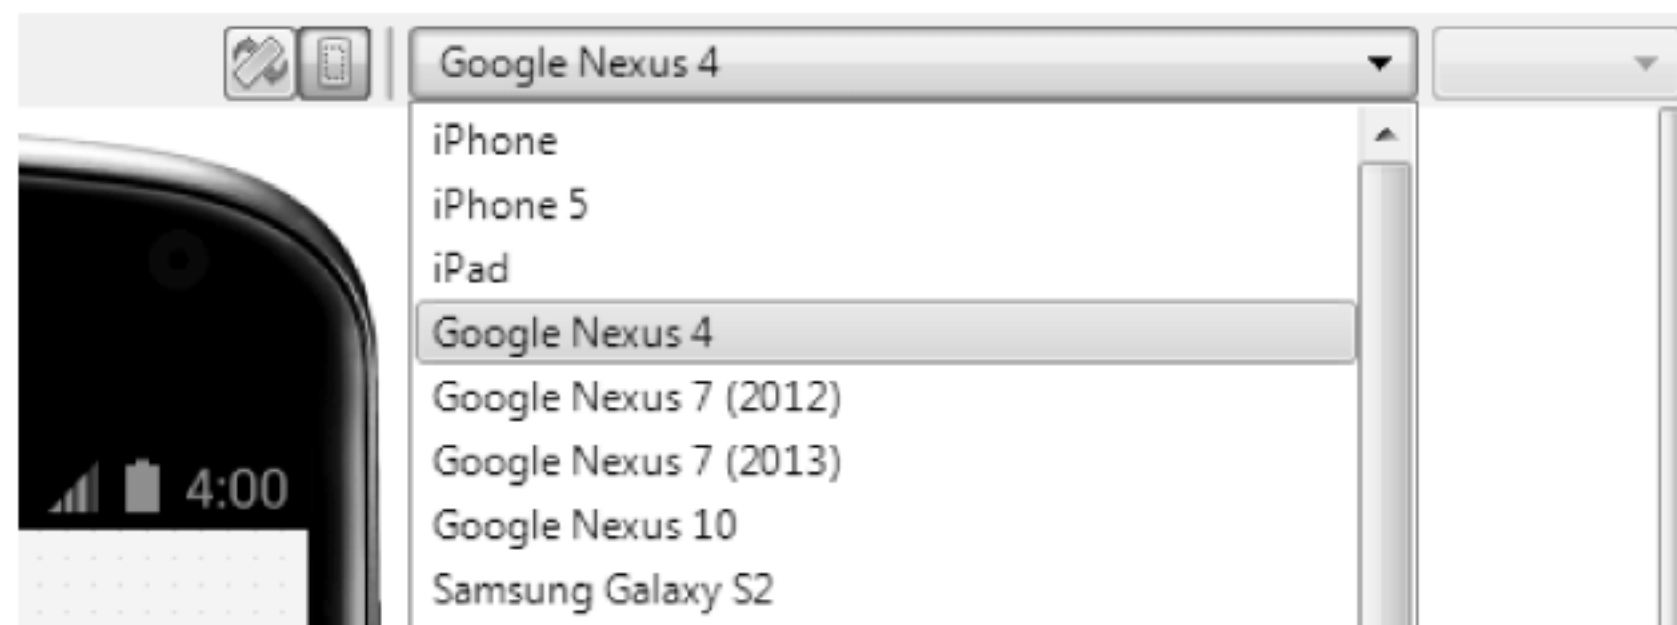 Google Nexus 4
iPhone
iPhone 5
iPad
Google Nexus 4
Google Nexus 7 (2012)
Google Nexus 7 (2013)
Google Nexus 10
Samsung Galaxy S2
4:00